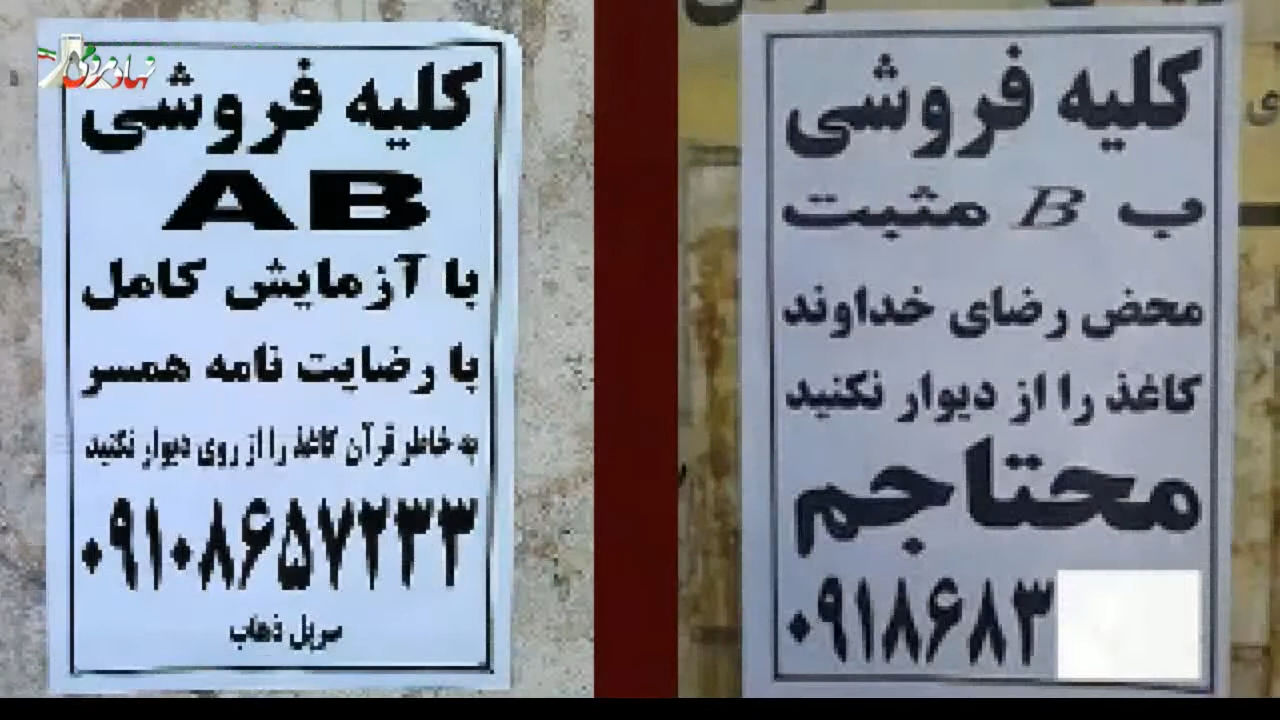 کلیه فروشی
AB
با آزمایش کامل
با رضایت نامه همسر
به خاطر قرآن کاغذ را از روی دیوار نکنید
۰۹۱۰۸۶۵۷۲۳۳
سرپل ذهاب
کلیه فروشی
ب B مثبت
محض رضای خداوند
کاغذ را از دیوار نکنید
محتاجم
۰۹۱۸۶۸۳